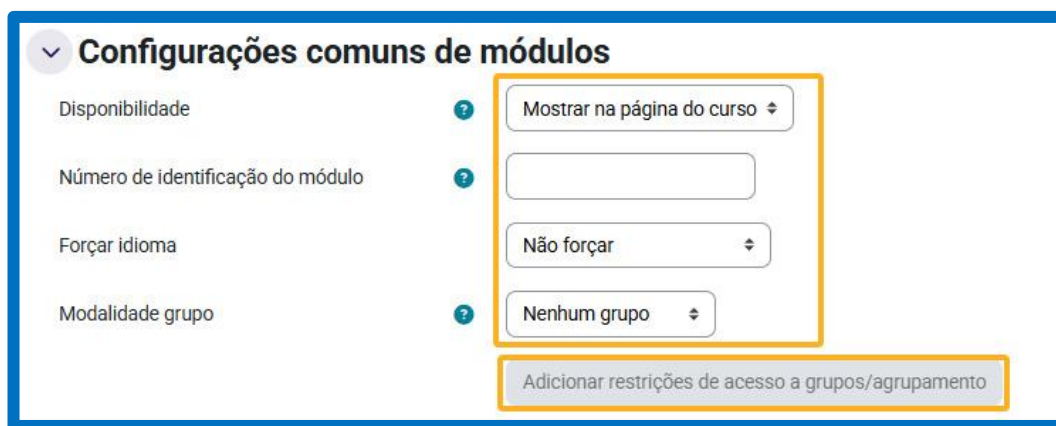 Configurações comuns de módulos
Disponibilidade ? Mostrar na página do curso
Número de identificação do módulo ?
Forçar idioma Não forçar
Modalidade grupo ? Nenhum grupo
Adicionar restrições de acesso a grupos/agrupamento